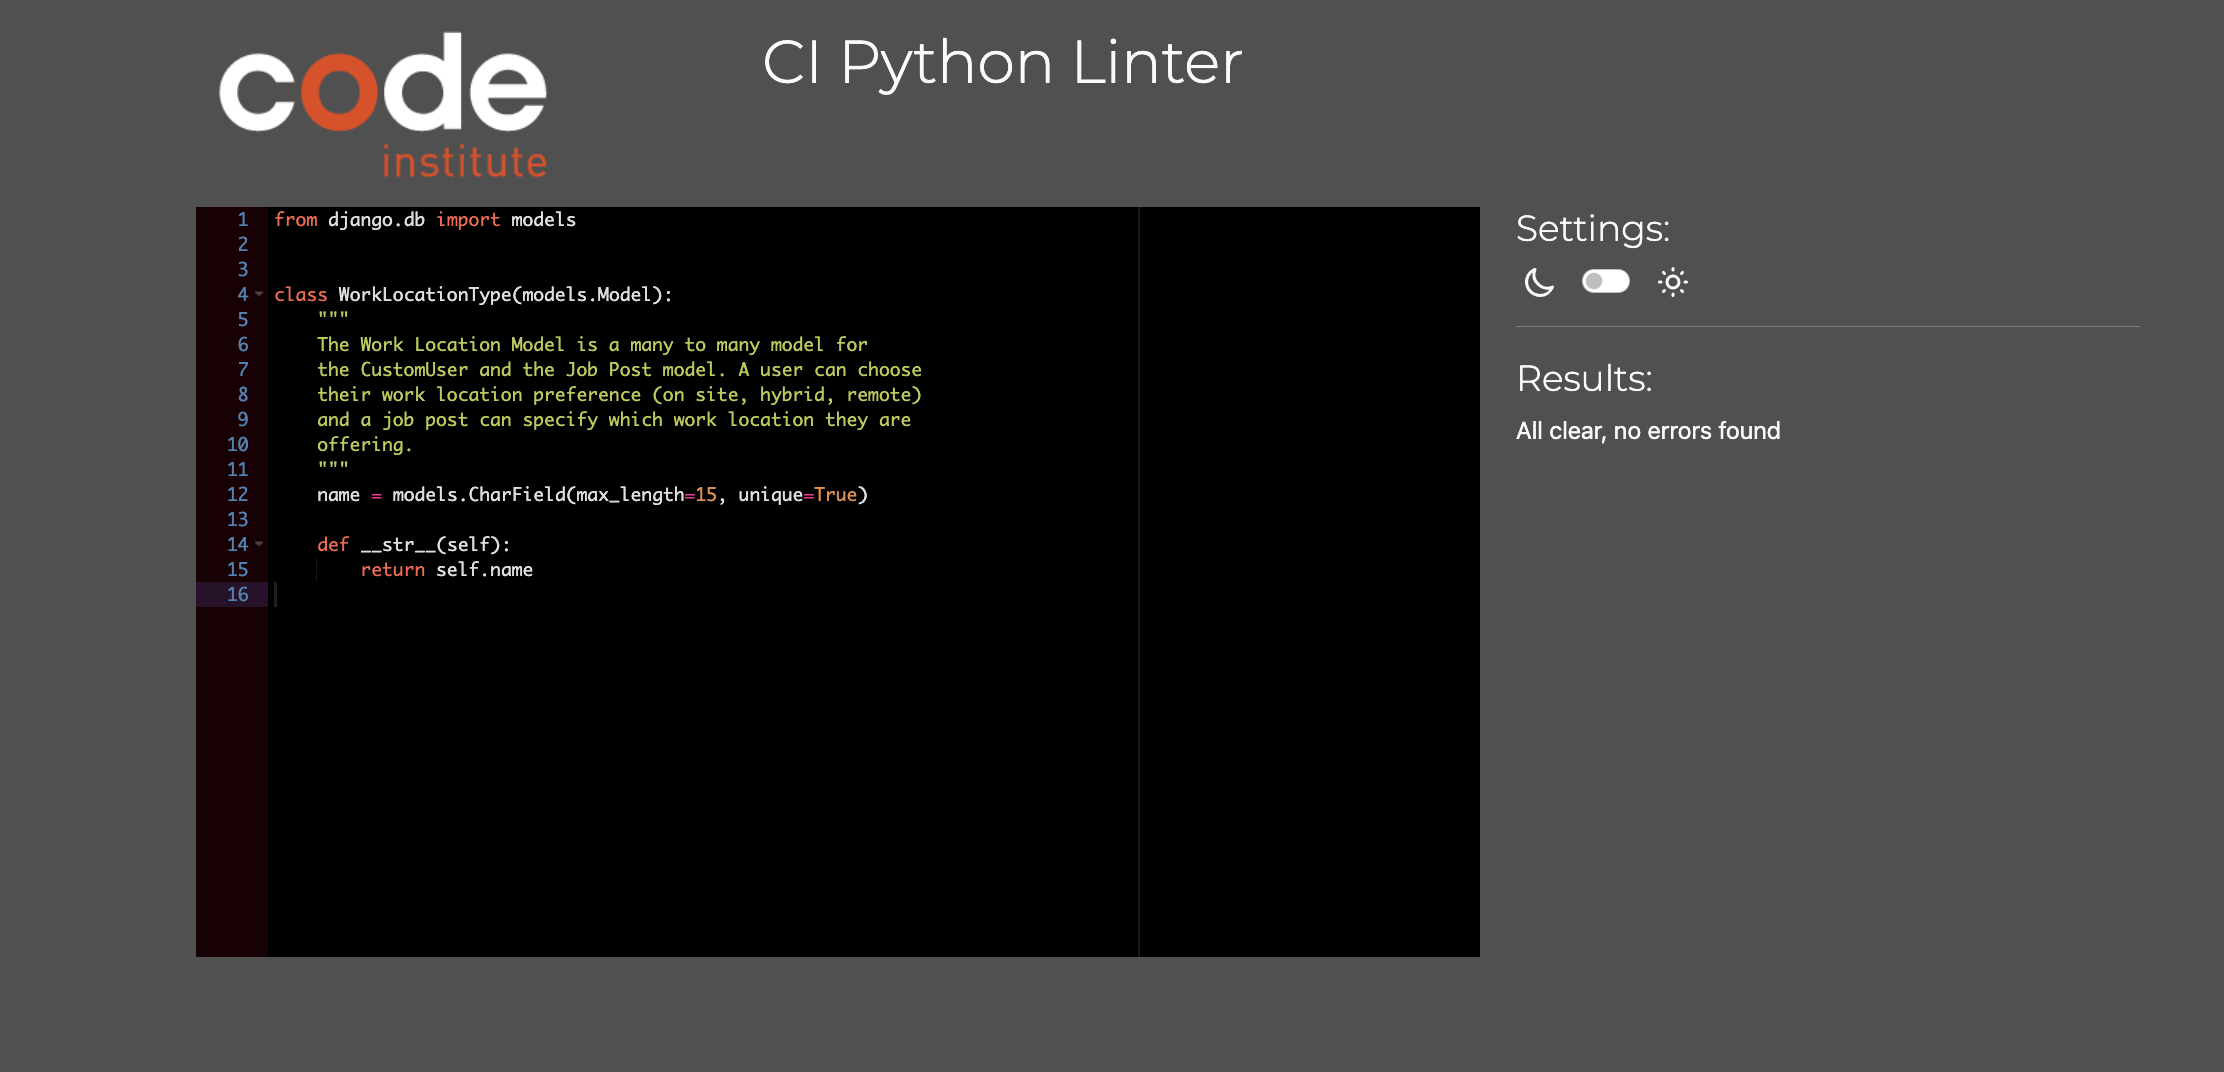 code
institute
CI Python Linter
1 from django.db import models
2
3
4 class WorkLocationType(models.Model):
5     """
6     The Work Location Model is a many to many model for
7     the CustomUser and the Job Post model. A user can choose
8     their work location preference (on site, hybrid, remote)
9     and a job post can specify which work location they are
10     offering.
11     """
12     name = models.CharField(max_length=15, unique=True)
13
14     def __str__(self):
15         return self.name
16
Settings:
Results:
All clear, no errors found